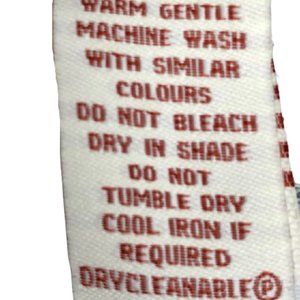 WARM GENTLE
MACHINE WASH
WITH SIMILAR
COLOURS
DO NOT BLEACH
DRY IN SHADE
DO NOT
TUMBLE DRY
COOL IRON IF
REQUIRED
DRYCLEANABLE Ⓟ